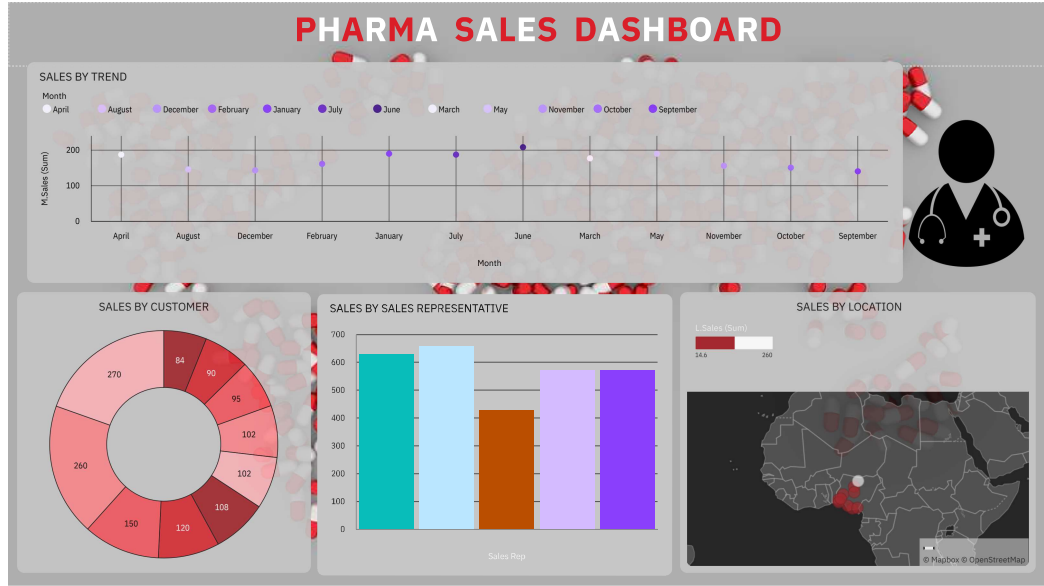 PHARMA SALES DASHBOARD
SALES BY TREND
Month
April August December February January July June March May November October September
M.Sales (Sum)
200
100
0
April August December February January July June March May November October September
Month
SALES BY CUSTOMER
84
90
95
102
102
108
120
150
260
270
SALES BY SALES REPRESENTATIVE
700
600
500
400
300
200
100
0
Sales Rep
SALES BY LOCATION
L.Sales (Sum)
14.6 260
© Mapbox © OpenStreetMap